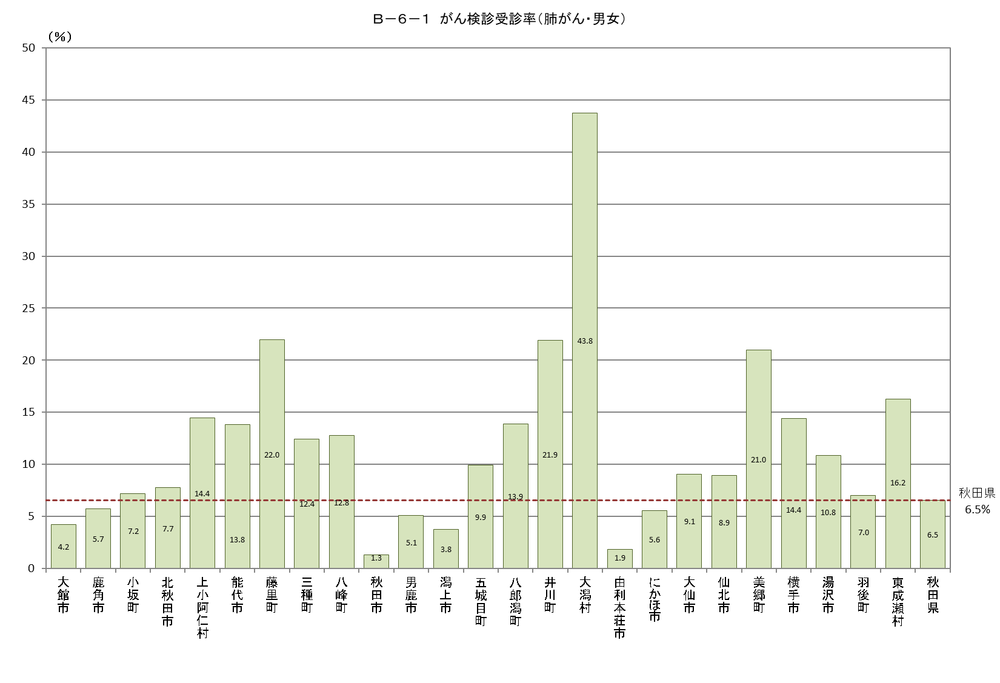 Ｂ－６－１　がん検診受診率（肺がん・男女）
（％）
50
45
40
35
30
25
20
15
10
5
0
4.2
5.7
7.2
7.7
14.4
13.8
22.0
12.4
12.8
1.3
5.1
3.8
9.9
13.9
21.9
43.8
1.9
5.6
9.1
8.9
21.0
14.4
10.8
7.0
16.2
6.5
秋田県
6.5%
大館市
鹿角市
小坂町
北秋田市
上小阿仁村
能代市
藤里町
三種町
八峰町
秋田市
男鹿市
潟上市
五城目町
八郎潟町
井川町
大潟村
由利本荘市
にかほ市
大仙市
仙北市
美郷町
横手市
湯沢市
羽後町
東成瀬村
秋田県